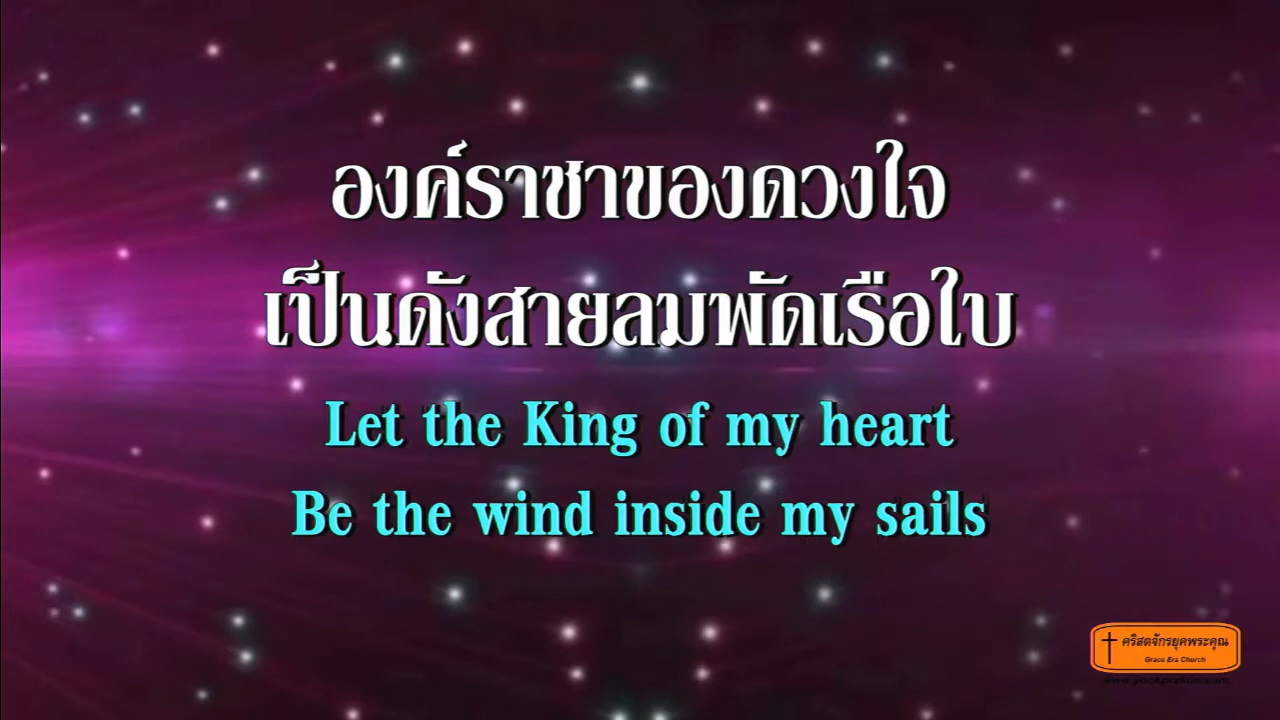 องค์ราชาของดวงใจ
เป็นดังสายลมพัดเรือใบ
Let the King of my heart
Be the wind inside my sails
คริสตจักรยุคพระคุณ
Grace Era Church